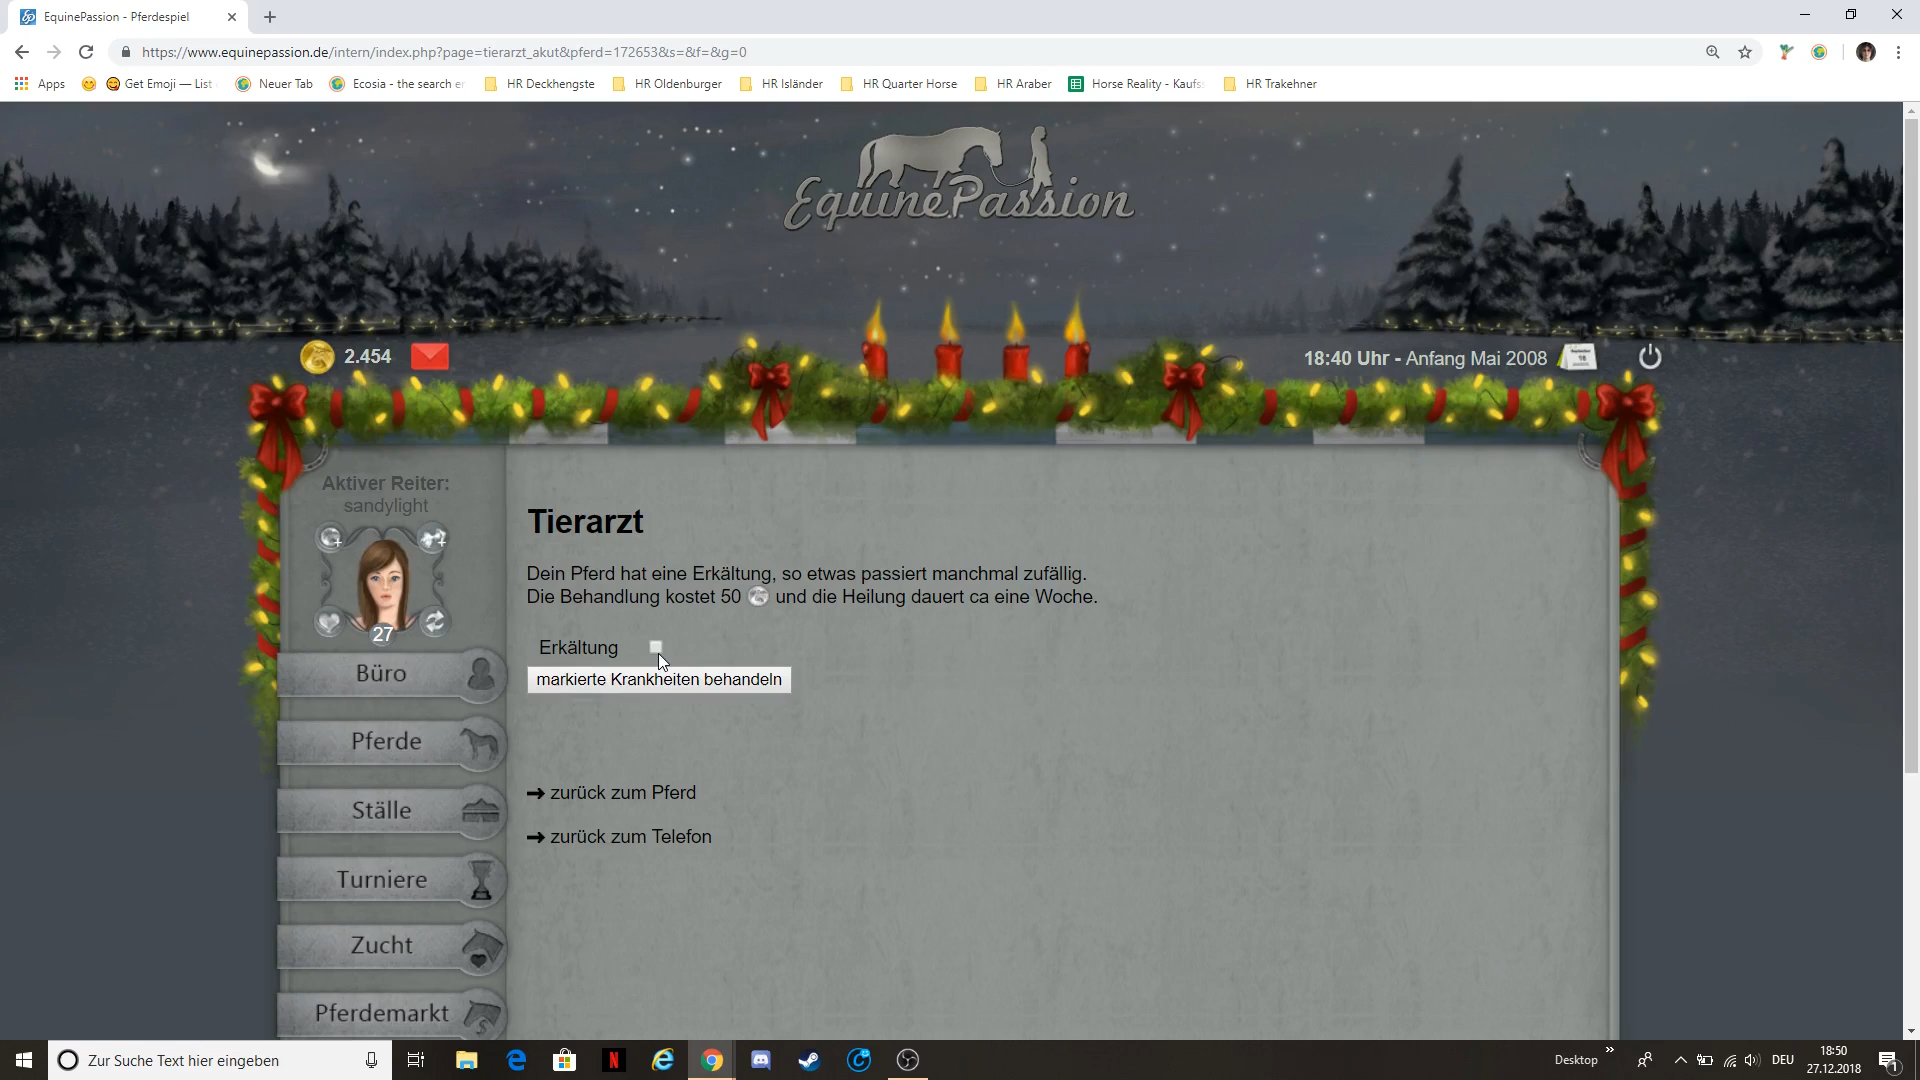 EquinePassion - Pferdespiel
https://www.equinepassion.de/intern/index.php?page=tierarzt_akut&pferd=172653&s=&f=&g=0
Apps
Get Emoji — List
Neuer Tab
Ecosia - the search e
HR Deckhengste
HR Oldenburger
HR Isländer
HR Quarter Horse
HR Araber
Horse Reality - Kaufs
HR Trakehner
EquinePassion
2.454
18:40 Uhr - Anfang Mai 2008
Aktiver Reiter:
sandylight
27
Büro
Pferde
Ställe
Turniere
Zucht
Pferdemarkt
Tierarzt
Dein Pferd hat eine Erkältung, so etwas passiert manchmal zufällig.
Die Behandlung kostet 50 und die Heilung dauert ca eine Woche.
Erkältung
markierte Krankheiten behandeln
zurück zum Pferd
zurück zum Telefon
Zur Suche Text hier eingeben
Desktop
DEU
18:50
27.12.2018
1